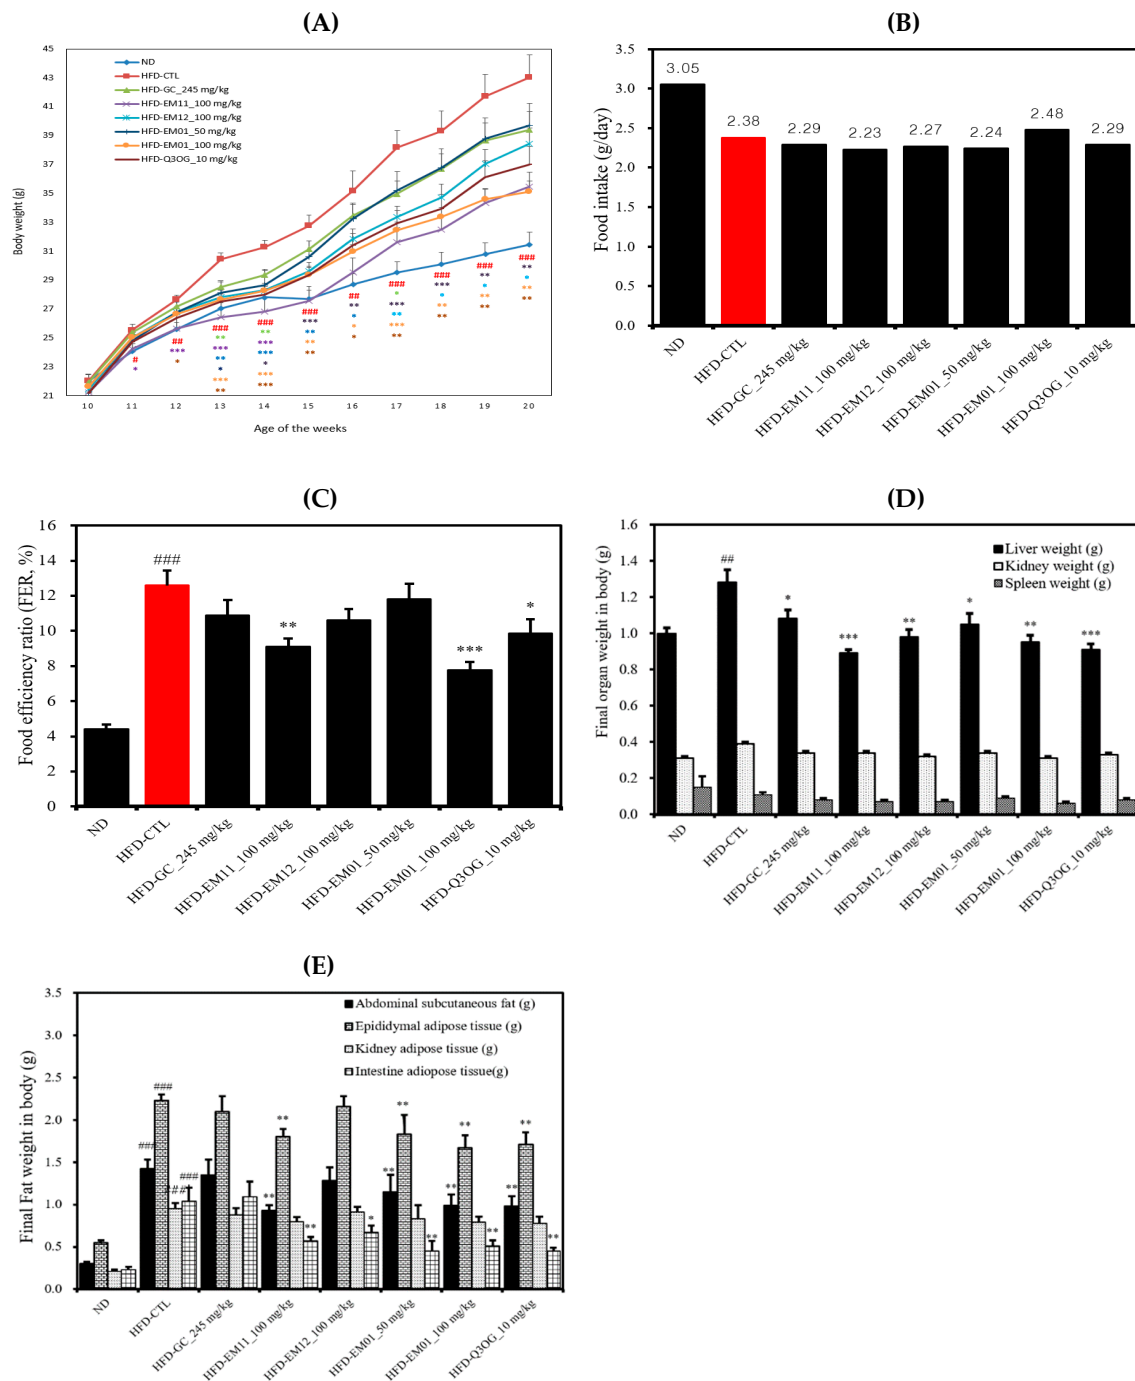 (A)
45
43
41
39
37
35
33
31
29
27
25
23
21
Body weight (g)
ND
HFD-CTL
HFD-GC_245 mg/kg
HFD-EM11_100 mg/kg
HFD-EM12_100 mg/kg
HFD-EM01_50 mg/kg
HFD-EM01_100 mg/kg
HFD-Q3OG_10 mg/kg
10 11 12 13 14 15 16 17 18 19 20
Age of the weeks
(B)
3.5
3.0
2.5
2.0
1.5
1.0
0.5
0.0
Food intake (g/day)
3.05 2.38 2.29 2.23 2.27 2.24 2.48 2.29
ND
HFD-CTL
HFD-GC_245 mg/kg
HFD-EM11_100 mg/kg
HFD-EM12_100 mg/kg
HFD-EM01_50 mg/kg
HFD-EM01_100 mg/kg
HFD-Q3OG_10 mg/kg
(C)
16
14
12
10
8
6
4
2
0
Food efficiency ratio (FER, %)
###
**
***
*
ND
HFD-CTL
HFD-GC_245 mg/kg
HFD-EM11_100 mg/kg
HFD-EM12_100 mg/kg
HFD-EM01_50 mg/kg
HFD-EM01_100 mg/kg
HFD-Q3OG_10 mg/kg
(D)
1.6
1.4
1.2
1.0
0.8
0.6
0.4
0.2
0.0
Final organ weight in body (g)
Liver weight (g)
Kidney weight (g)
Spleen weight (g)
## * *** ** * ** ***
ND
HFD-CTL
HFD-GC_245 mg/kg
HFD-EM11_100 mg/kg
HFD-EM12_100 mg/kg
HFD-EM01_50 mg/kg
HFD-EM01_100 mg/kg
HFD-Q3OG_10 mg/kg
(E)
3.5
3.0
2.5
2.0
1.5
1.0
0.5
0.0
Final Fat weight in body (g)
Abdominal subcutaneous fat (g)
Epididymal adipose tissue (g)
Kidney adipose tissue (g)
Intestine adiopose tissue(g)
### ### ### ###
** ** **
*
** ** **
** ** **
** ** **
ND
HFD-CTL
HFD-GC_245 mg/kg
HFD-EM11_100 mg/kg
HFD-EM12_100 mg/kg
HFD-EM01_50 mg/kg
HFD-EM01_100 mg/kg
HFD-Q3OG_10 mg/kg